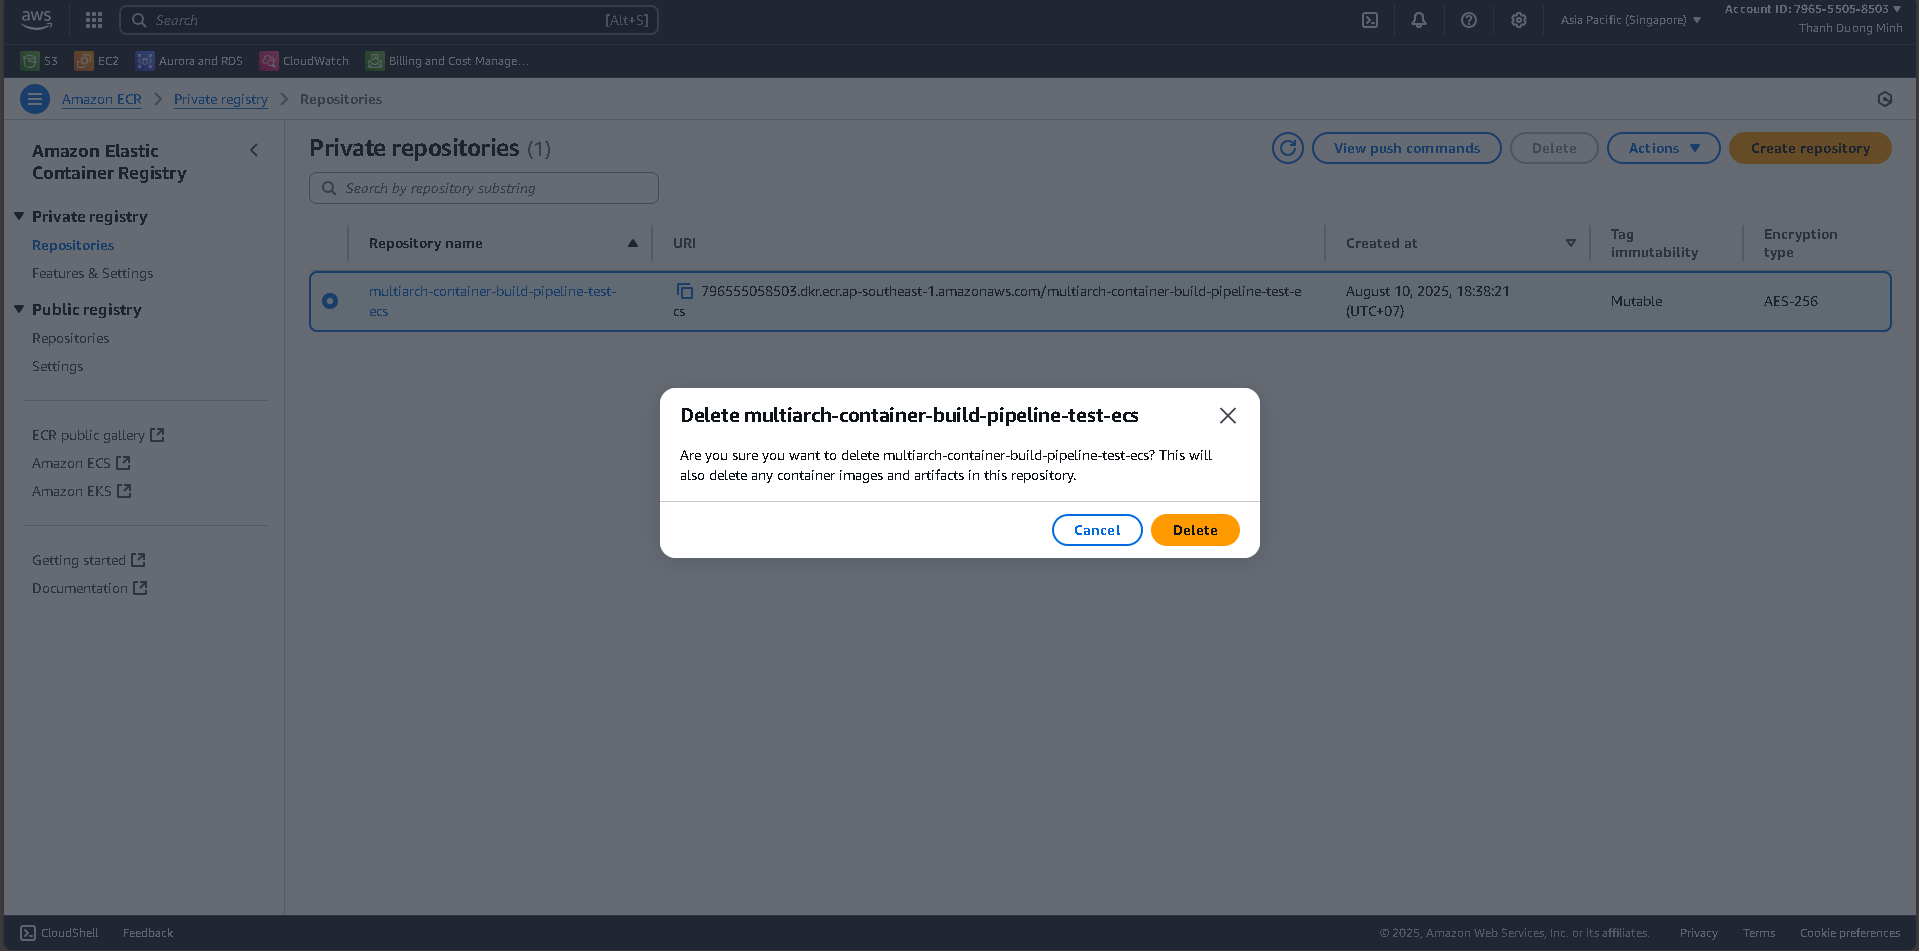 aws
Search
[Alt+S]
Asia Pacific (Singapore)
Account ID: 7965-5505-8503
Thanh Duong Minh
S3
EC2
Aurora and RDS
CloudWatch
Billing and Cost Manage...
Amazon ECR
Private registry
Repositories
Amazon Elastic
Container Registry
Private registry
Repositories
Features & Settings
Public registry
Repositories
Settings
ECR public gallery
Amazon ECS
Amazon EKS
Getting started
Documentation
Private repositories (1)
View push commands
Delete
Actions
Create repository
Search by repository substring
Repository name
URI
Created at
Tag
immutability
Encryption
type
multiarch-container-build-pipeline-test-
ecs
796555058503.dkr.ecr.ap-southeast-1.amazonaws.com/multiarch-container-build-pipeline-test-e
cs
August 10, 2025, 18:38:21
(UTC+07)
Mutable
AES-256
Delete multiarch-container-build-pipeline-test-ecs
Are you sure you want to delete multiarch-container-build-pipeline-test-ecs? This will
also delete any container images and artifacts in this repository.
Cancel
Delete
CloudShell
Feedback
© 2025, Amazon Web Services, Inc. or its affiliates.
Privacy
Terms
Cookie preferences